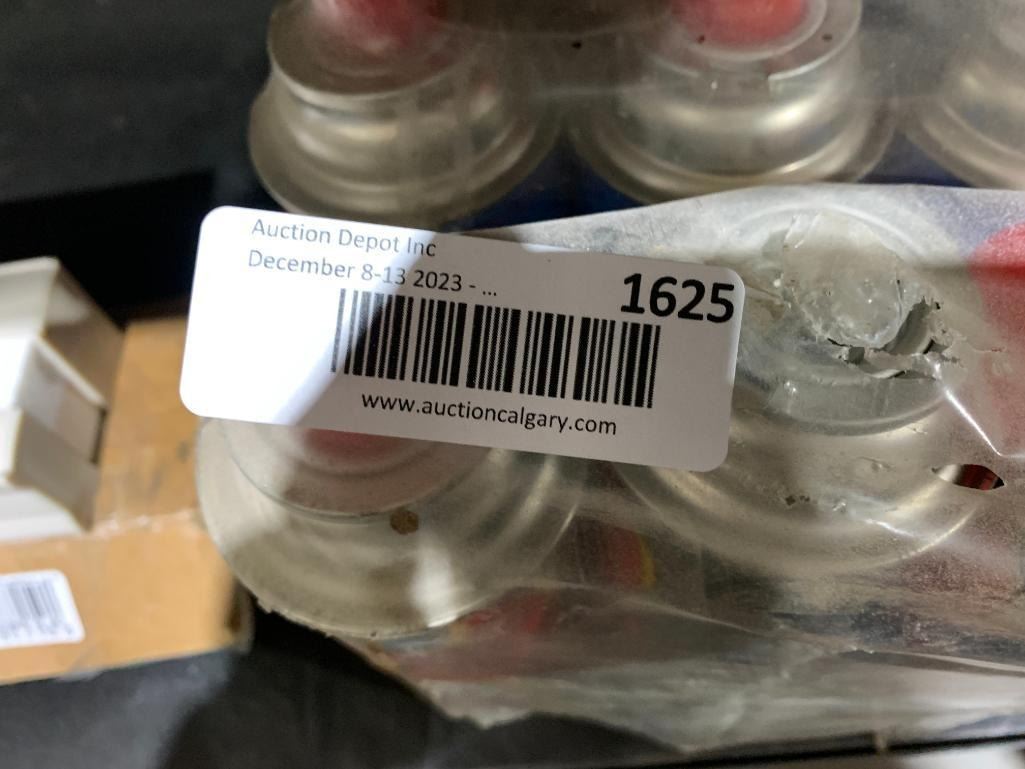 Auction Depot Inc
December 8-13 2023 - ...
1625
www.auctioncalgary.com